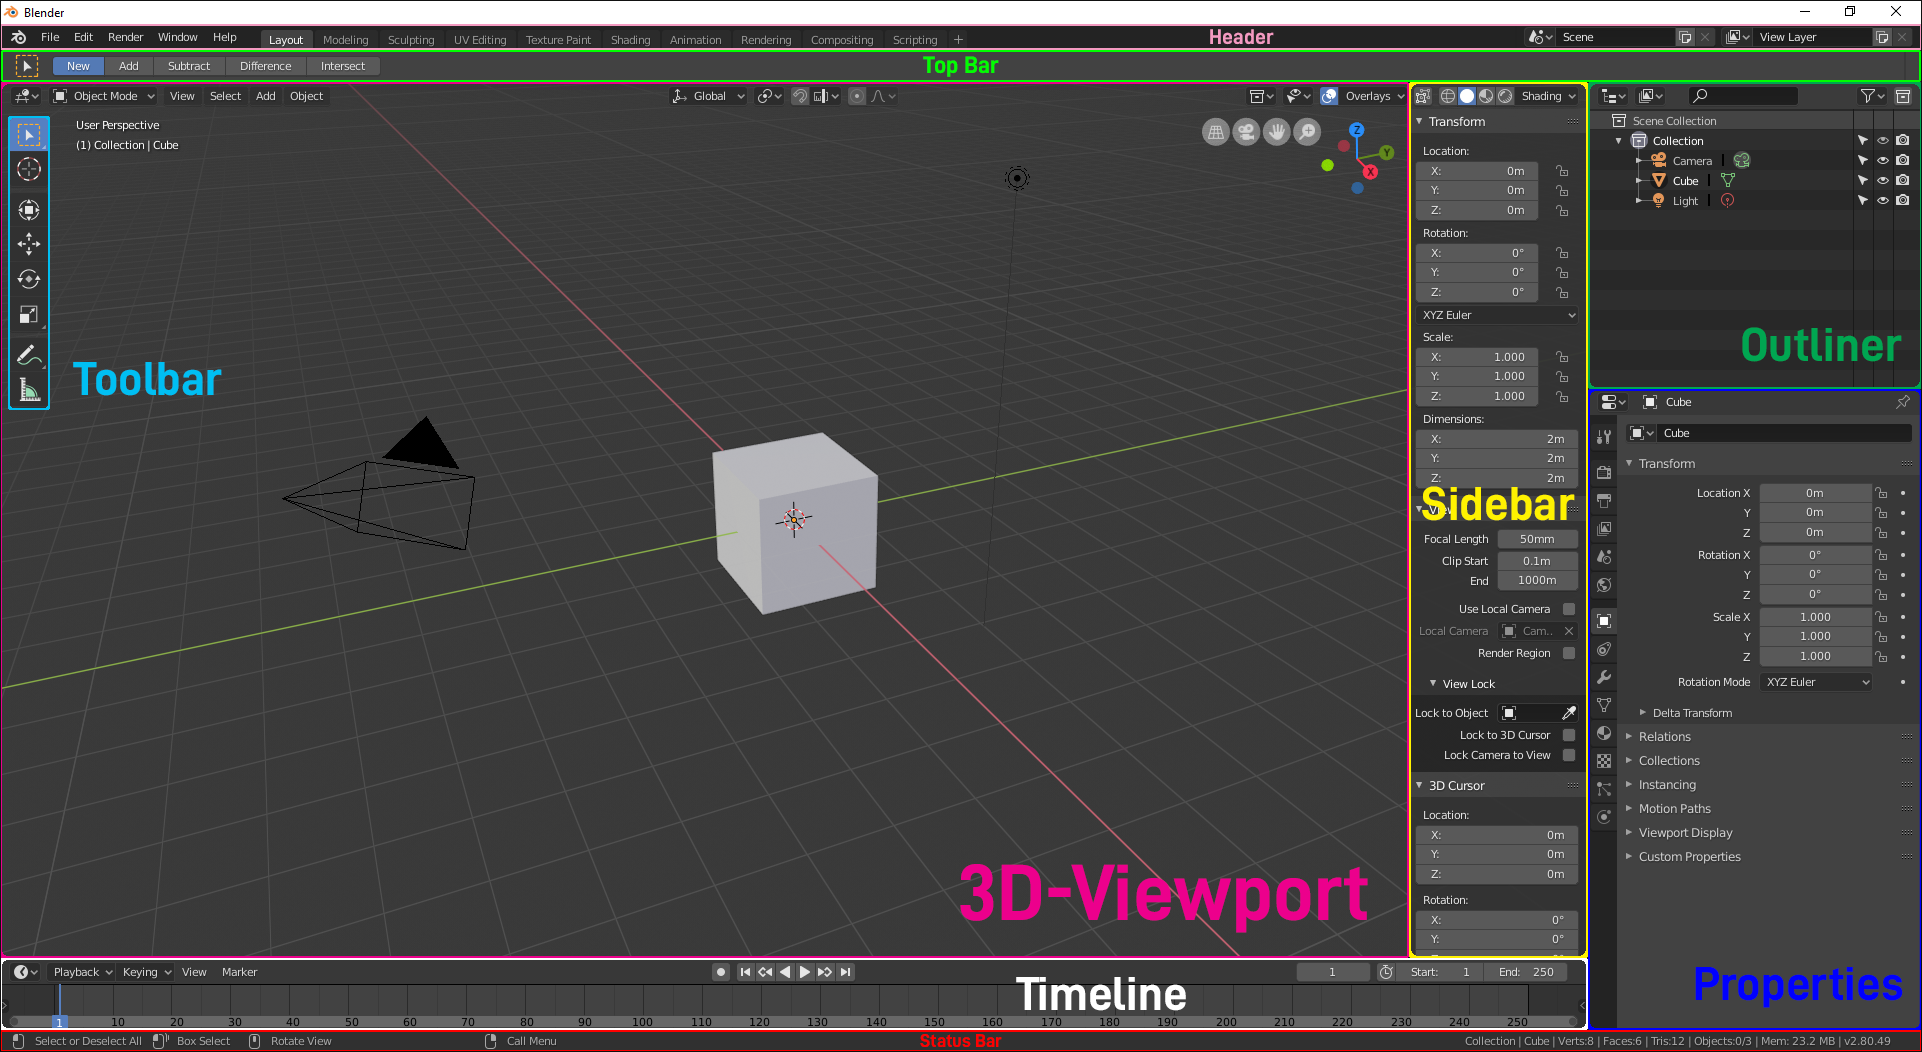 Blender
File Edit Render Window Help Layout Modeling Sculpting UV Editing Texture Paint Shading Animation Rendering Compositing Scripting + Header Scene View Layer
New Add Subtract Difference Intersect Top Bar
Object Mode View Select Add Object Global Overlays Shading
User Perspective
(1) Collection | Cube
Z
Y
X
Toolbar
3D-Viewport
Transform
Location:
X: 0m
Y: 0m
Z: 0m
Rotation:
X: 0°
Y: 0°
Z: 0°
XYZ Euler
Scale:
X: 1.000
Y: 1.000
Z: 1.000
Dimensions:
X: 2m
Y: 2m
Z: 2m
Sidebar
Focal Length 50mm
Clip Start 0.1m
End 1000m
Use Local Camera
Local Camera Cam..
Render Region
View Lock
Lock to Object
Lock to 3D Cursor
Lock Camera to View
3D Cursor
Location:
X: 0m
Y: 0m
Z: 0m
Rotation:
X: 0°
Y: 0°
Scene Collection
Collection
Camera
Cube
Light
Outliner
Cube
Cube
Transform
Location X 0m
Y 0m
Z 0m
Rotation X 0°
Y 0°
Z 0°
Scale X 1.000
Y 1.000
Z 1.000
Rotation Mode XYZ Euler
Delta Transform
Relations
Collections
Instancing
Motion Paths
Viewport Display
Custom Properties
Properties
Playback Keying View Marker 1 Start: 1 End: 250
Timeline
1 10 20 30 40 50 60 70 80 90 100 110 120 130 140 150 160 170 180 190 200 210 220 230 240 250
Select or Deselect All Box Select Rotate View Call Menu Status Bar Collection | Cube | Verts:8 | Faces:6 | Tris:12 | Objects:0/3 | Mem: 23.2 MB | v2.80.49